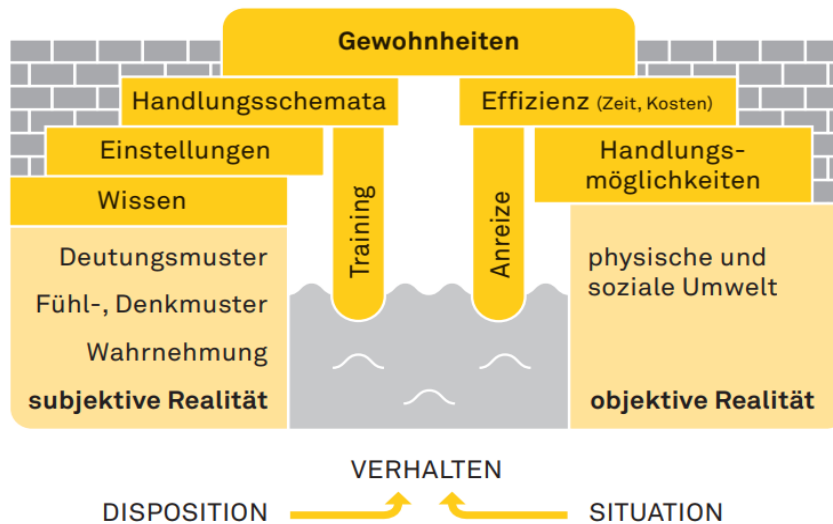 Gewohnheiten
Handlungsschemata
Effizienz (Zeit, Kosten)
Einstellungen
Handlungs-
möglichkeiten
Wissen
Training
Anreize
Deutungsmuster
Fühl-, Denkmuster
Wahrnehmung
subjektive Realität
physische und
soziale Umwelt
objektive Realität
VERHALTEN
DISPOSITION
SITUATION